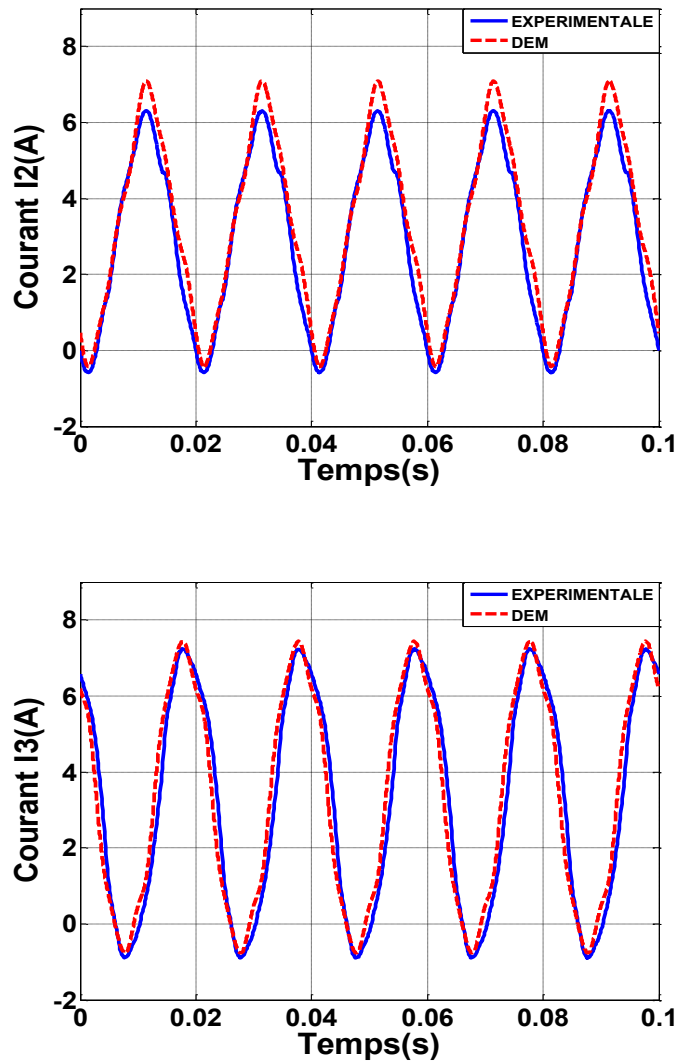 EXPERIMENTALE
DEM
8
6
4
2
0
-2
Courant I2(A)
0 0.02 0.04 0.06 0.08 0.1
Temps(s)
EXPERIMENTALE
DEM
8
6
4
2
0
-2
Courant I3(A)
0 0.02 0.04 0.06 0.08 0.1
Temps(s)